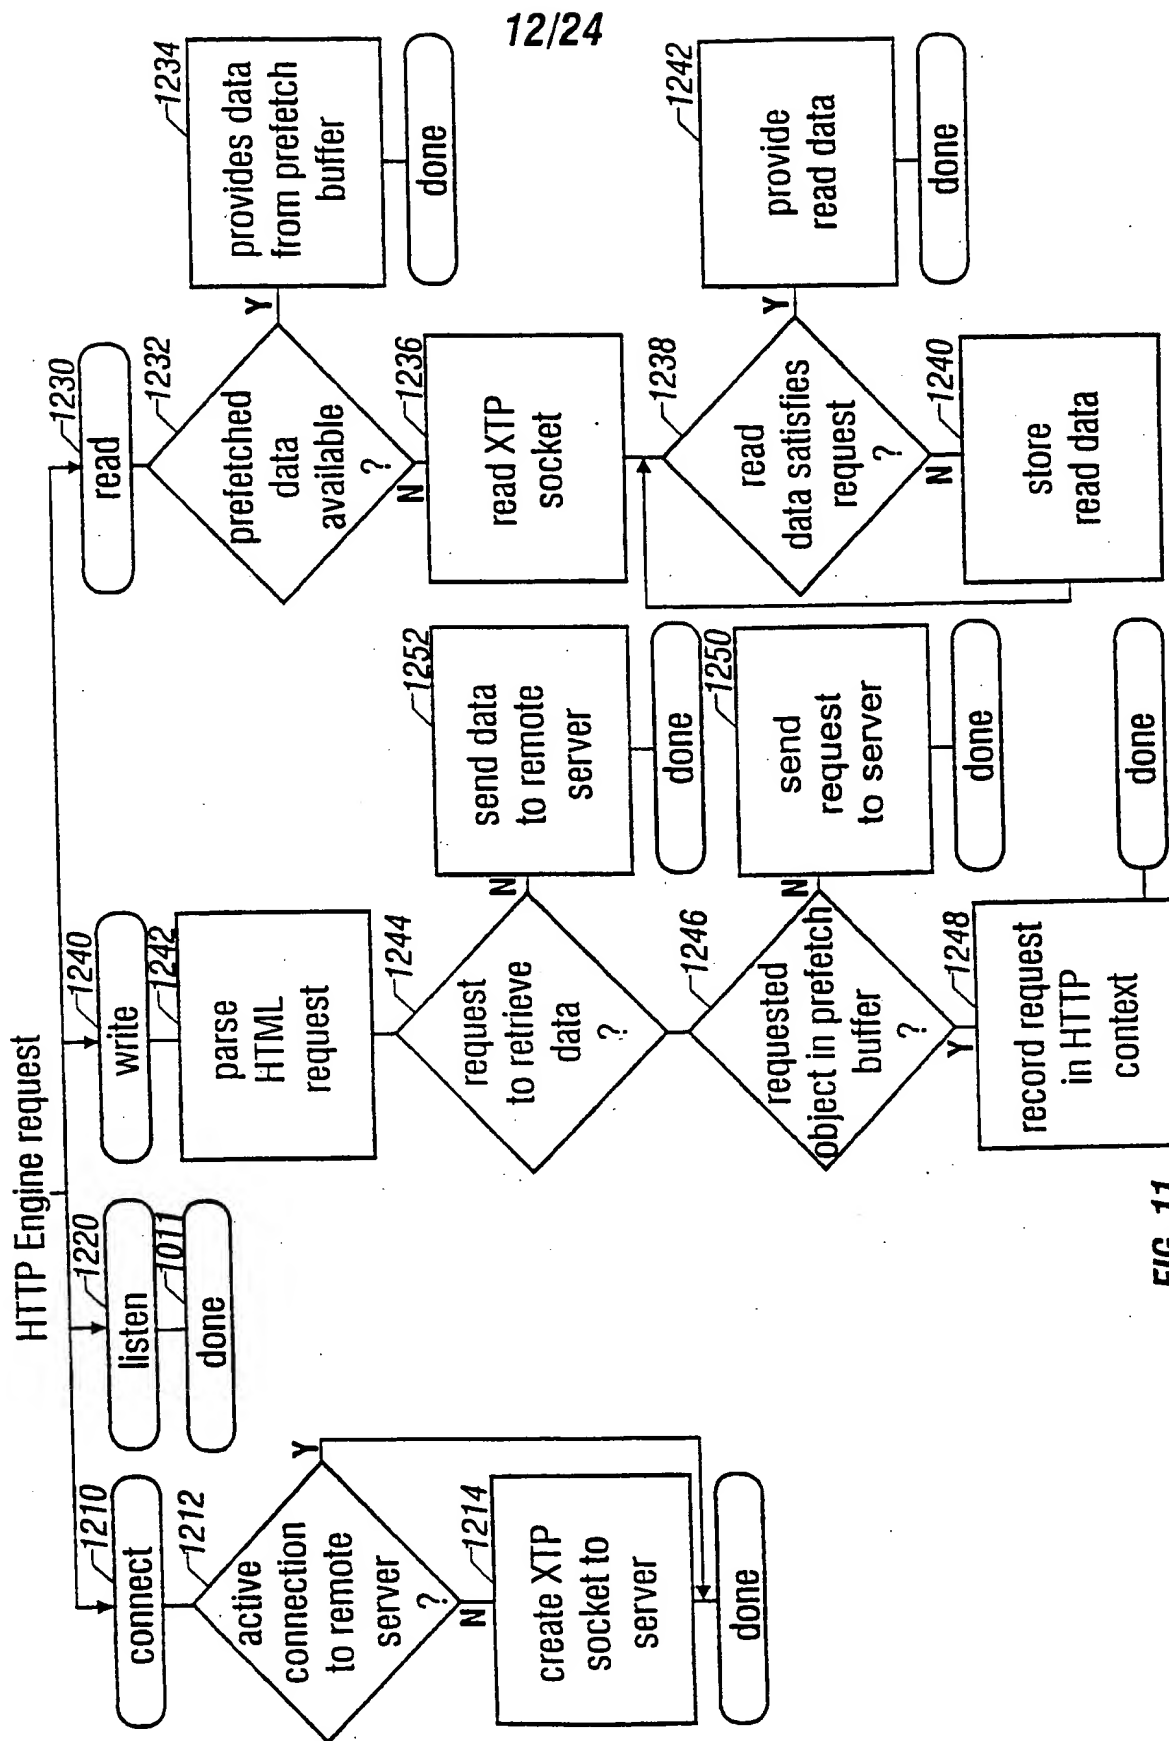 12/24
HTTP Engine request
1210
connect
1212
active
connection
to remote
server
?
Y
N
1214
create XTP
socket to
server
done
1220
listen
1011
done
1240
write
1242
parse
HTML
request
1244
request
to retrieve
data
?
N
1252
send data
to remote
server
done
1246
requested
object in prefetch
buffer
?
N
1250
send
request
to server
done
Y
1248
record request
in HTTP
context
done
1230
read
1232
prefetched
data
available
?
Y
1234
provides data
from prefetch
buffer
done
N
1236
read XTP
socket
1238
read
data satisfies
request
?
Y
1242
provide
read data
done
N
1240
store
read data
FIG. 11